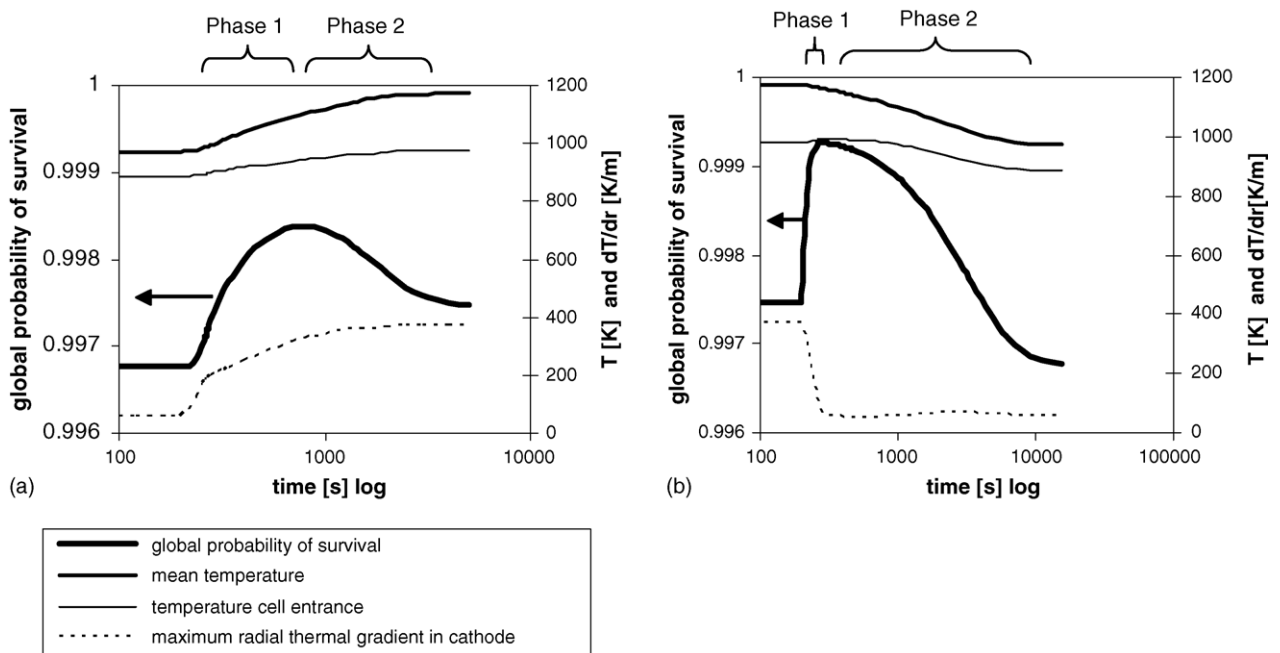 Phase 1 Phase 2
1
0.999
0.998
0.997
0.996
global probability of survival
1200
1000
800
600
400
200
0
T [K] and dT/dr [K/m]
100 1000 10000
time [s] log
(a)
Phase 1 Phase 2
1
0.999
0.998
0.997
0.996
global probability of survival
1200
1000
800
600
400
200
0
T [K] and dT/dr[K/m]
100 1000 10000 100000
time [s] log
(b)
global probability of survival
mean temperature
temperature cell entrance
maximum radial thermal gradient in cathode